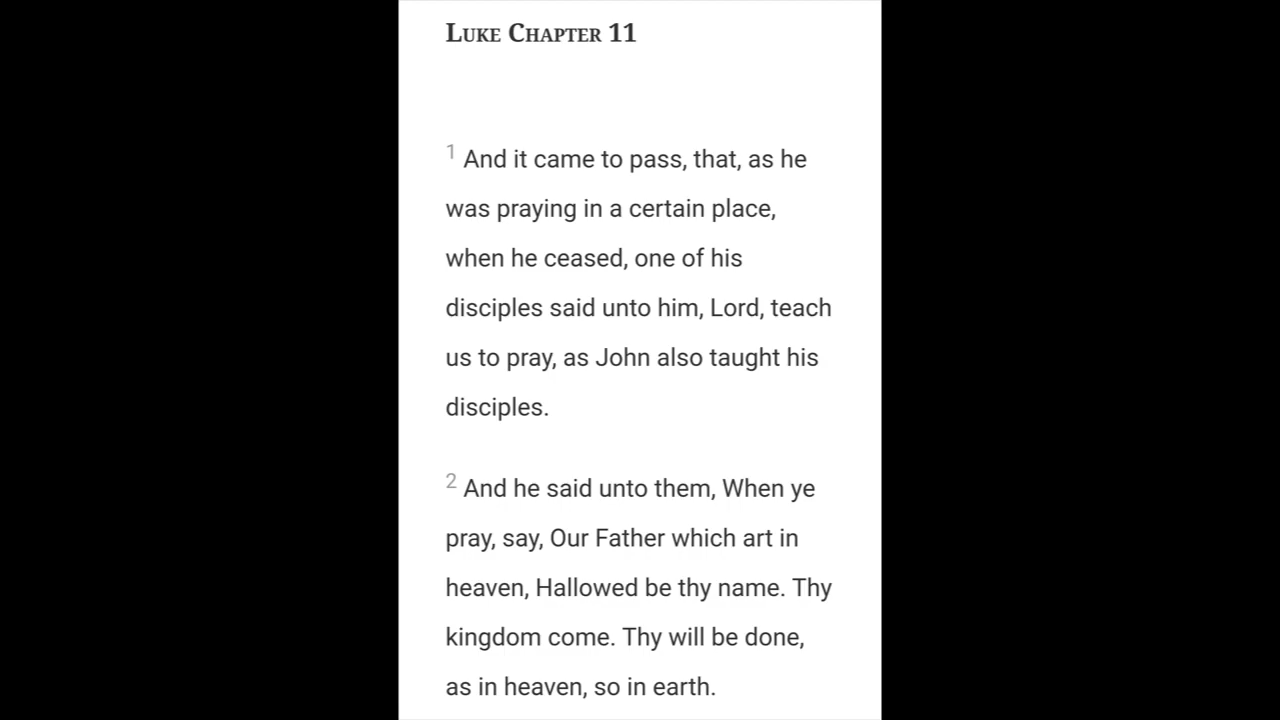 Luke Chapter 11
1 And it came to pass, that, as he
was praying in a certain place,
when he ceased, one of his
disciples said unto him, Lord, teach
us to pray, as John also taught his
disciples.
2 And he said unto them, When ye
pray, say, Our Father which art in
heaven, Hallowed be thy name. Thy
kingdom come. Thy will be done,
as in heaven, so in earth.